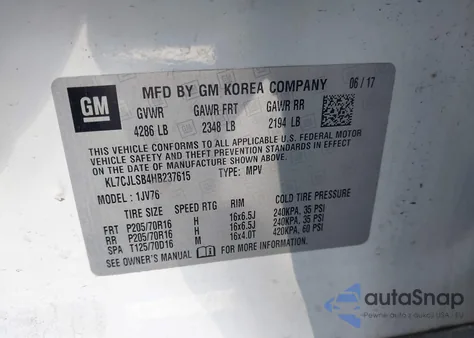 GM
MFD BY GM KOREA COMPANY 06/17
GVWR GAWR FRT GAWR RR
4286 LB 2348 LB 2194 LB
THIS VEHICLE CONFORMS TO ALL APPLICABLE U.S. FEDERAL MOTOR
VEHICLE SAFETY, BUMPER, AND THEFT PREVENTION STANDARDS
IN EFFECT ON THE DATE OF MANUFACTURE SHOWN ABOVE.
KL7CJLSB4HB237615 TYPE: MPV
MODEL: 1JV76
SPEED RTG RIM COLD TIRE PRESSURE
FRT P205/70R16 H 16x6.5J 240KPA, 35 PSI
RR P205/70R16 H 16x6.5J 240KPA, 35 PSI
SPA T125/70D16 M 16x4.0T 420KPA, 60 PSI
SEE OWNER'S MANUAL FOR MORE INFORMATION
autoSnap